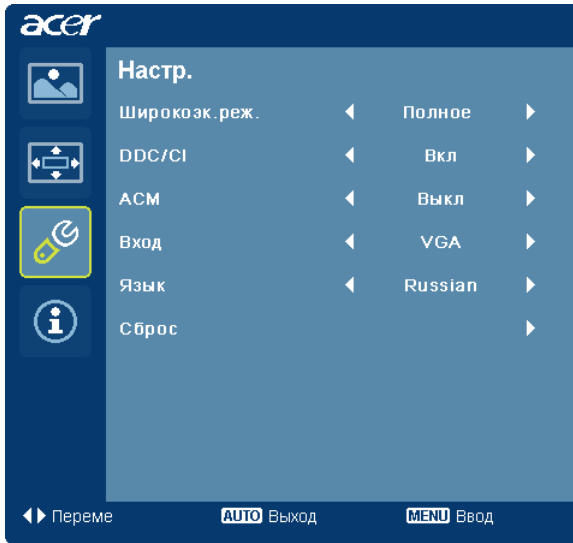 acer
Настр.
Широкоэк.реж. Полное
DDC/CI Вкл
ACM Выкл
Вход VGA
Язык Russian
Сброс
Переме AUTO Выход MENU Ввод